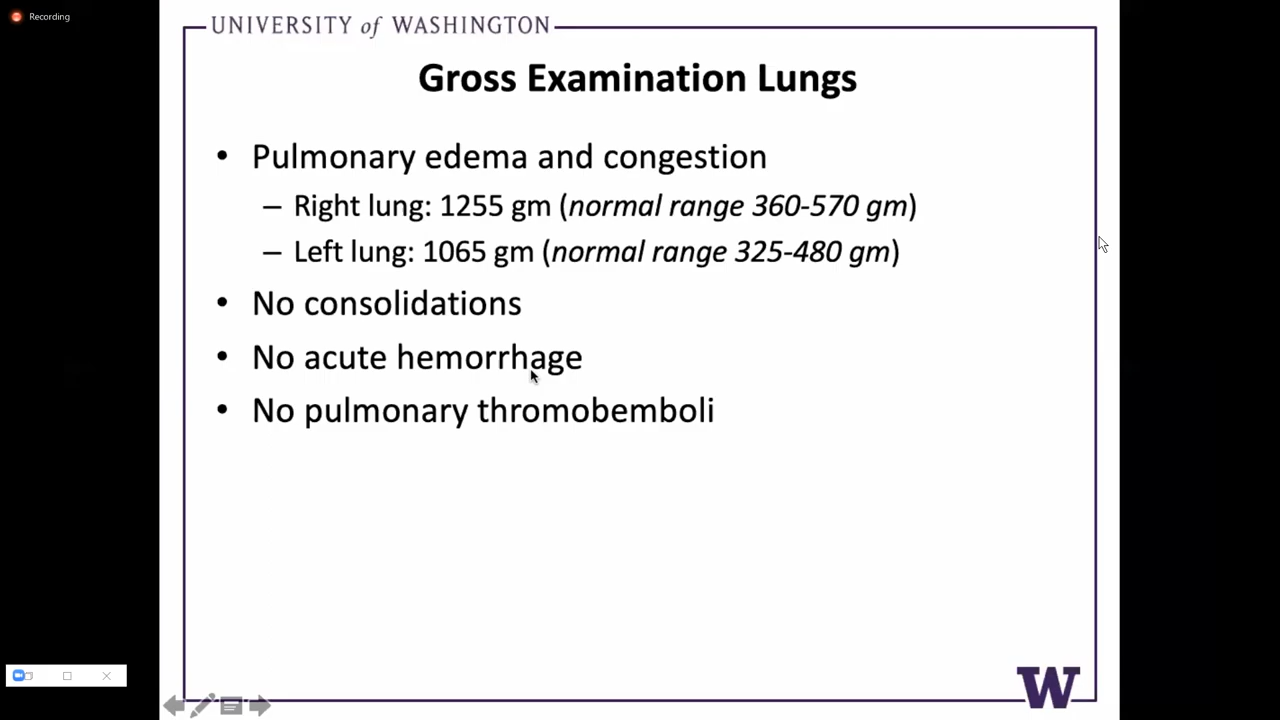 Recording
UNIVERSITY of WASHINGTON
Gross Examination Lungs
• Pulmonary edema and congestion
– Right lung: 1255 gm (normal range 360-570 gm)
– Left lung: 1065 gm (normal range 325-480 gm)
• No consolidations
• No acute hemorrhage
• No pulmonary thromobemboli
W